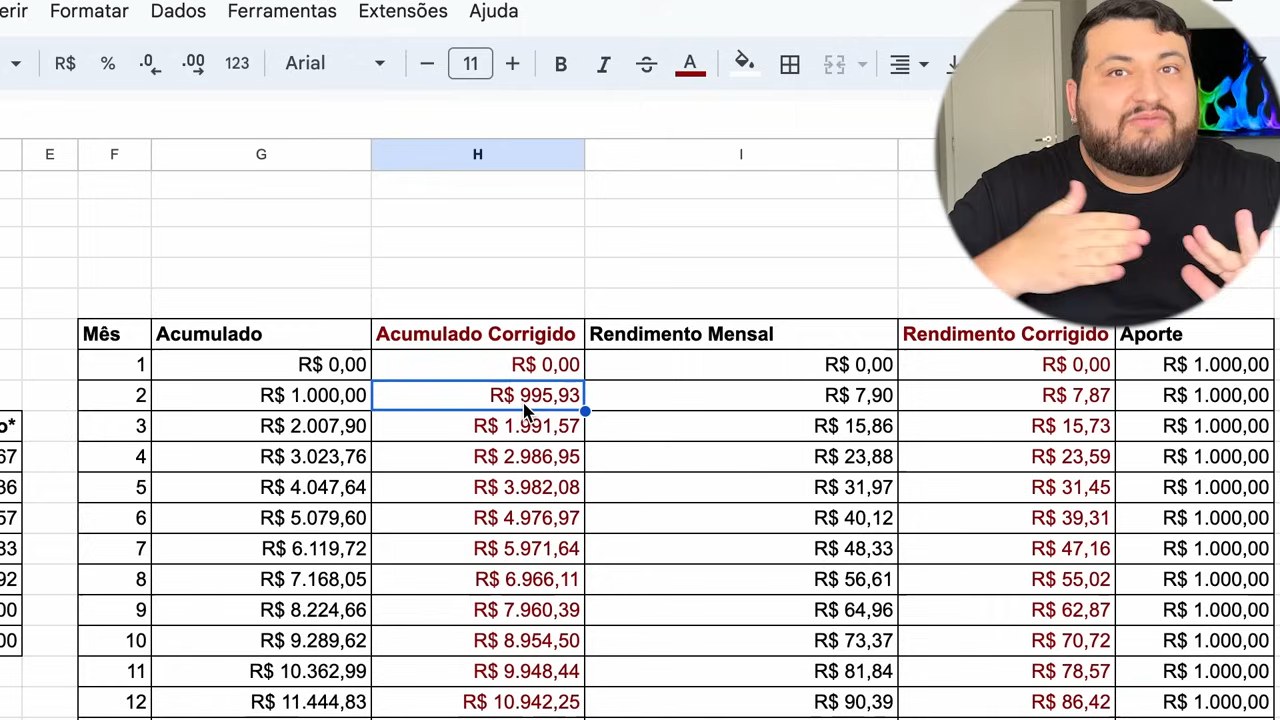 erir Formatar Dados Ferramentas Extensões Ajuda
R$ % .0 .00 123 Arial 11 B I S A
E F G H I
Mês Acumulado Acumulado Corrigido Rendimento Mensal Rendimento Corrigido Aporte
1 R$ 0,00 R$ 0,00 R$ 0,00 R$ 0,00 R$ 1.000,00
2 R$ 1.000,00 R$ 995,93 R$ 7,90 R$ 7,87 R$ 1.000,00
o* 3 R$ 2.007,90 R$ 1.991,57 R$ 15,86 R$ 15,73 R$ 1.000,00
67 4 R$ 3.023,76 R$ 2.986,95 R$ 23,88 R$ 23,59 R$ 1.000,00
36 5 R$ 4.047,64 R$ 3.982,08 R$ 31,97 R$ 31,45 R$ 1.000,00
57 6 R$ 5.079,60 R$ 4.976,97 R$ 40,12 R$ 39,31 R$ 1.000,00
33 7 R$ 6.119,72 R$ 5.971,64 R$ 48,33 R$ 47,16 R$ 1.000,00
92 8 R$ 7.168,05 R$ 6.966,11 R$ 56,61 R$ 55,02 R$ 1.000,00
00 9 R$ 8.224,66 R$ 7.960,39 R$ 64,96 R$ 62,87 R$ 1.000,00
00 10 R$ 9.289,62 R$ 8.954,50 R$ 73,37 R$ 70,72 R$ 1.000,00
11 R$ 10.362,99 R$ 9.948,44 R$ 81,84 R$ 78,57 R$ 1.000,00
12 R$ 11.444,83 R$ 10.942,25 R$ 90,39 R$ 86,42 R$ 1.000,00